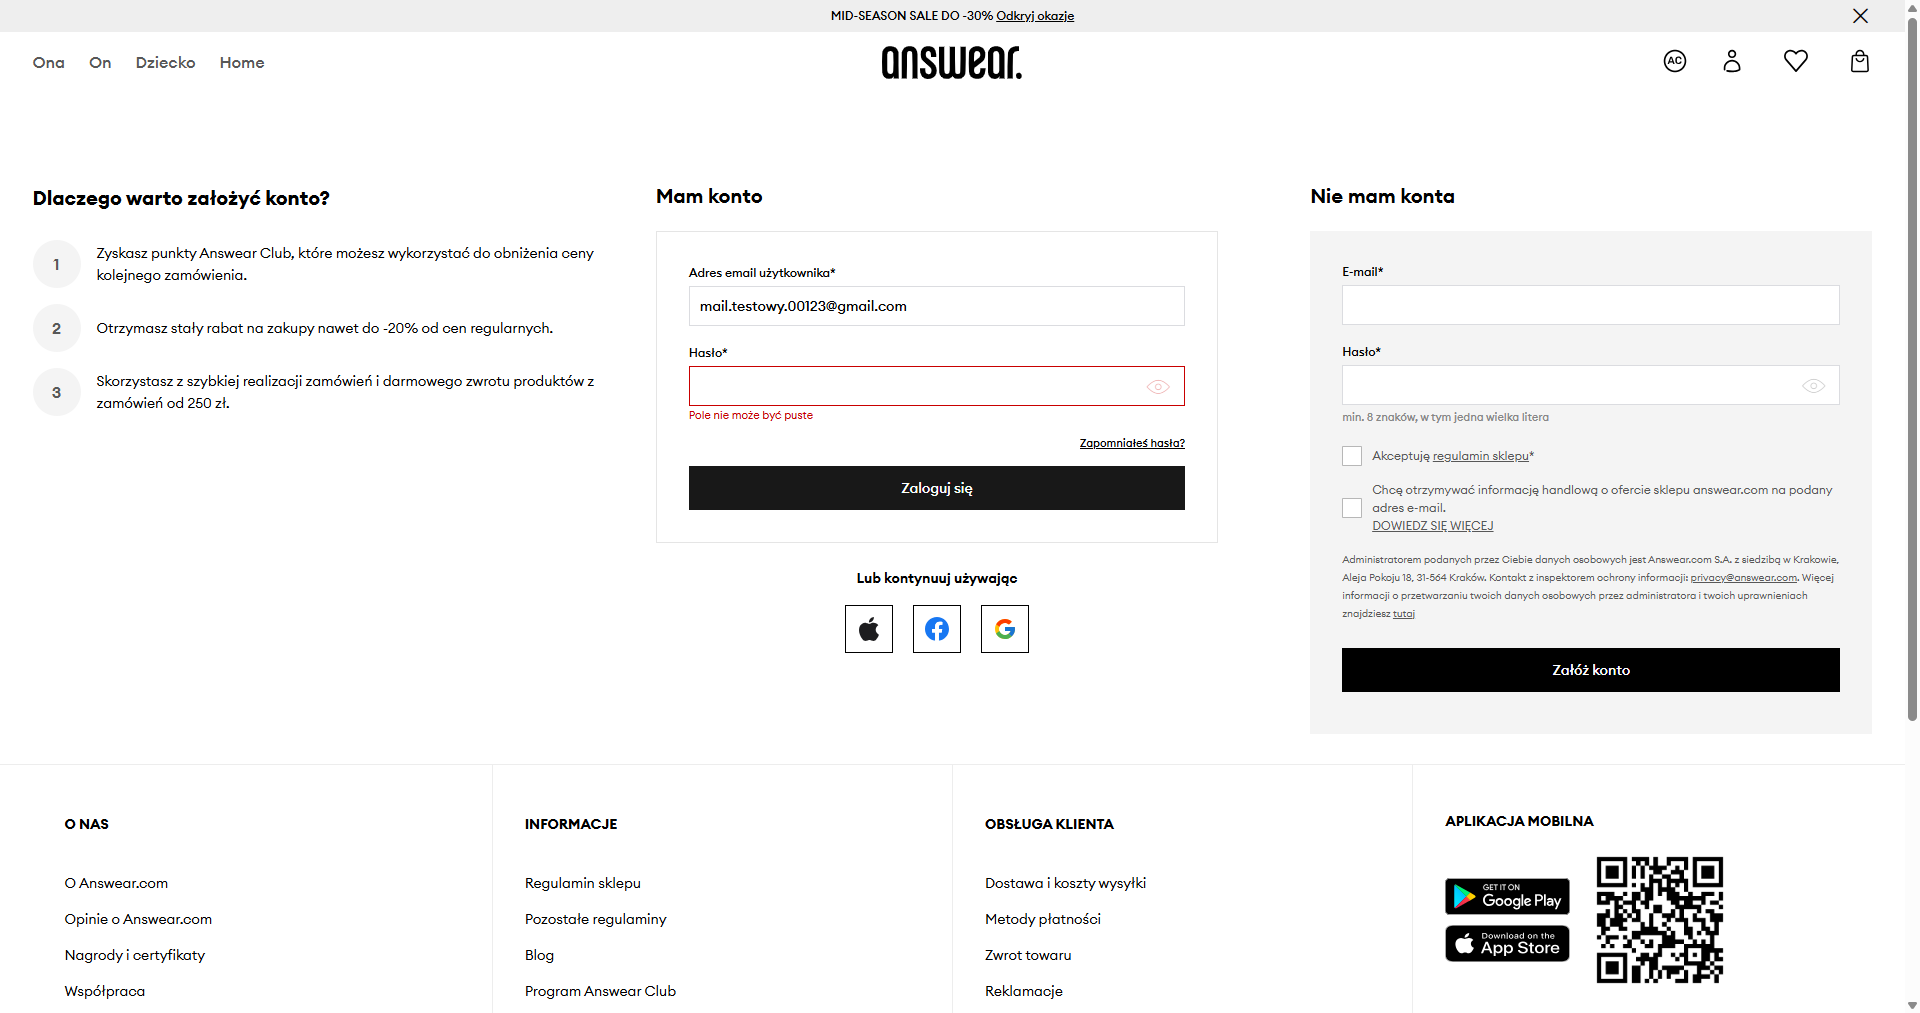 MID-SEASON SALE DO -30% Odkryj okazje
Ona On Dziecko Home
answear.
AC
Dlaczego warto założyć konto?
1
Zyskasz punkty Answear Club, które możesz wykorzystać do obniżenia ceny
kolejnego zamówienia.
2
Otrzymasz stały rabat na zakupy nawet do -20% od cen regularnych.
3
Skorzystasz z szybkiej realizacji zamówień i darmowego zwrotu produktów z
zamówień od 250 zł.
Mam konto
Adres email użytkownika*
mail.testowy.00123@gmail.com
Hasło*
Pole nie może być puste
Zapomniałeś hasła?
Zaloguj się
Lub kontynuuj używając
Nie mam konta
E-mail*
Hasło*
min. 8 znaków, w tym jedna wielka litera
Akceptuję regulamin sklepu*
Chcę otrzymywać informację handlową o ofercie sklepu answear.com na podany
adres e-mail.
DOWIEDZ SIĘ WIĘCEJ
Administratorem podanych przez Ciebie danych osobowych jest Answear.com S.A. z siedzibą w Krakowie,
Aleja Pokoju 18, 31-564 Kraków. Kontakt z inspektorem ochrony informacji: privacy@answear.com. Więcej
informacji o przetwarzaniu twoich danych osobowych przez administratora i twoich uprawnieniach
znajdziesz tutaj
Załóż konto
O NAS
O Answear.com
Opinie o Answear.com
Nagrody i certyfikaty
Współpraca
INFORMACJE
Regulamin sklepu
Pozostałe regulaminy
Blog
Program Answear Club
OBSŁUGA KLIENTA
Dostawa i koszty wysyłki
Metody płatności
Zwrot towaru
Reklamacje
APLIKACJA MOBILNA
GET IT ON
Google Play
Download on the
App Store